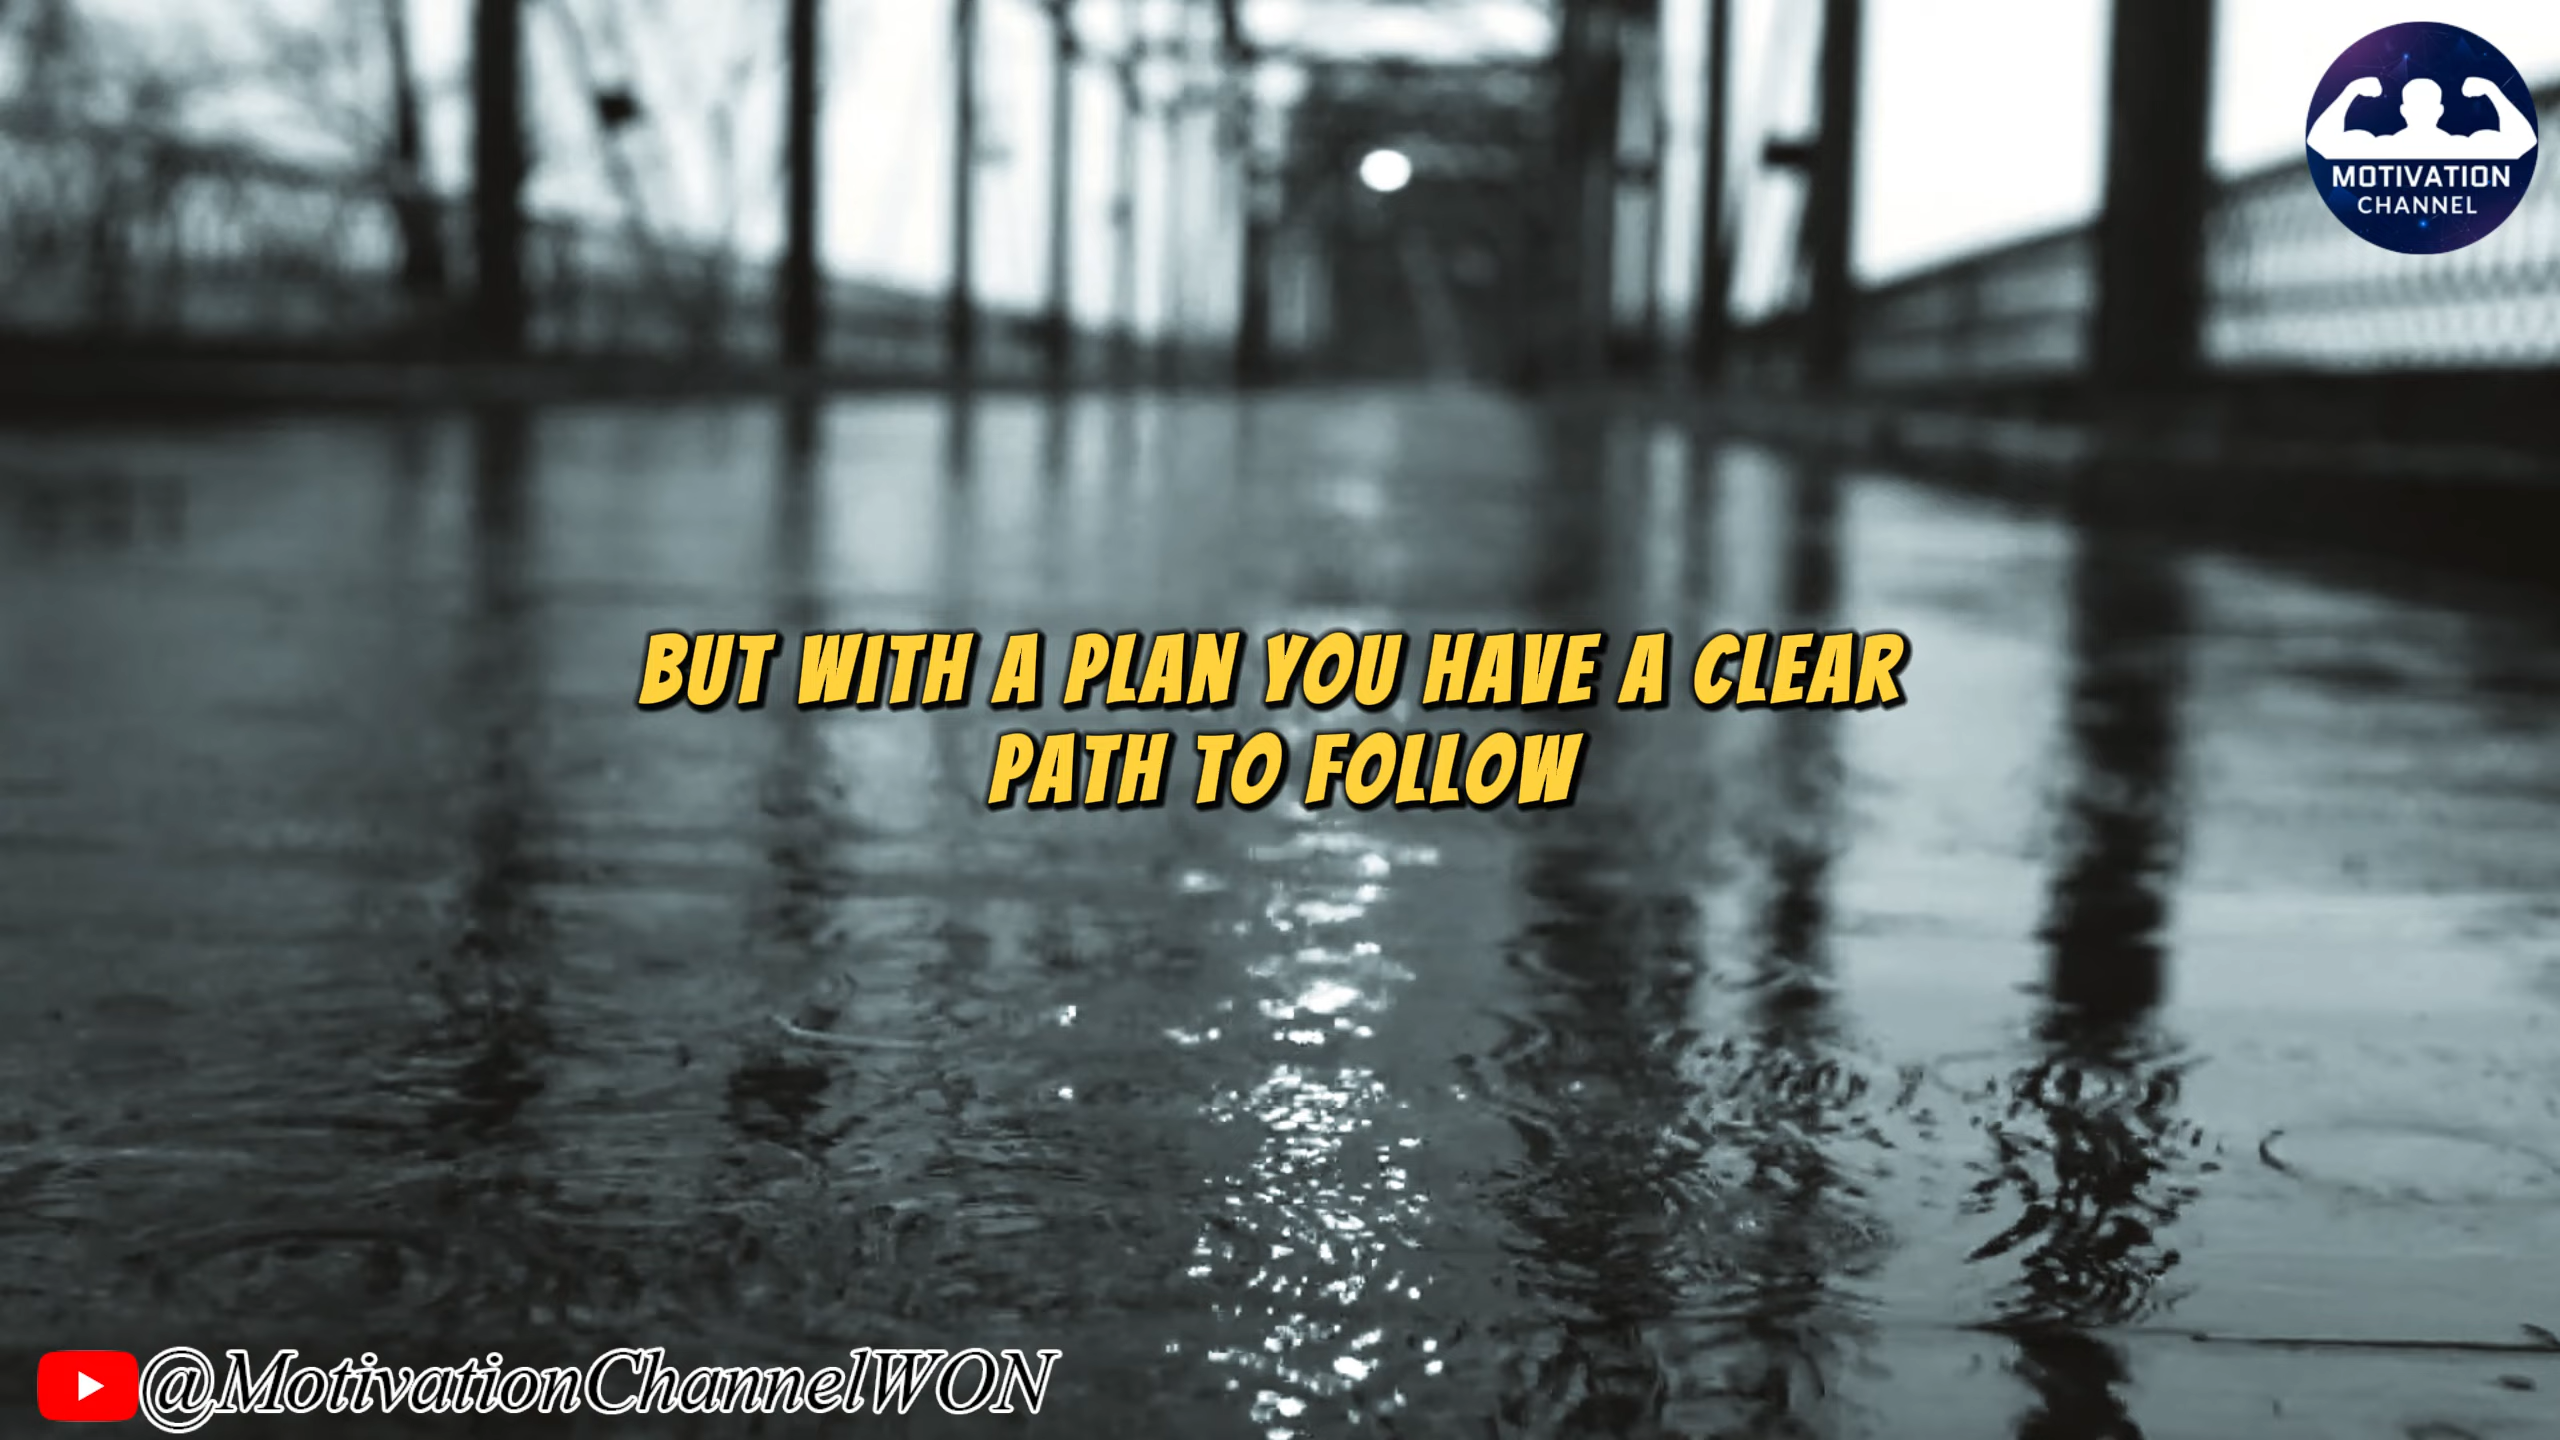 MOTIVATION
CHANNEL
BUT WITH A PLAN YOU HAVE A CLEAR
PATH TO FOLLOW
@MotivationChannelWON